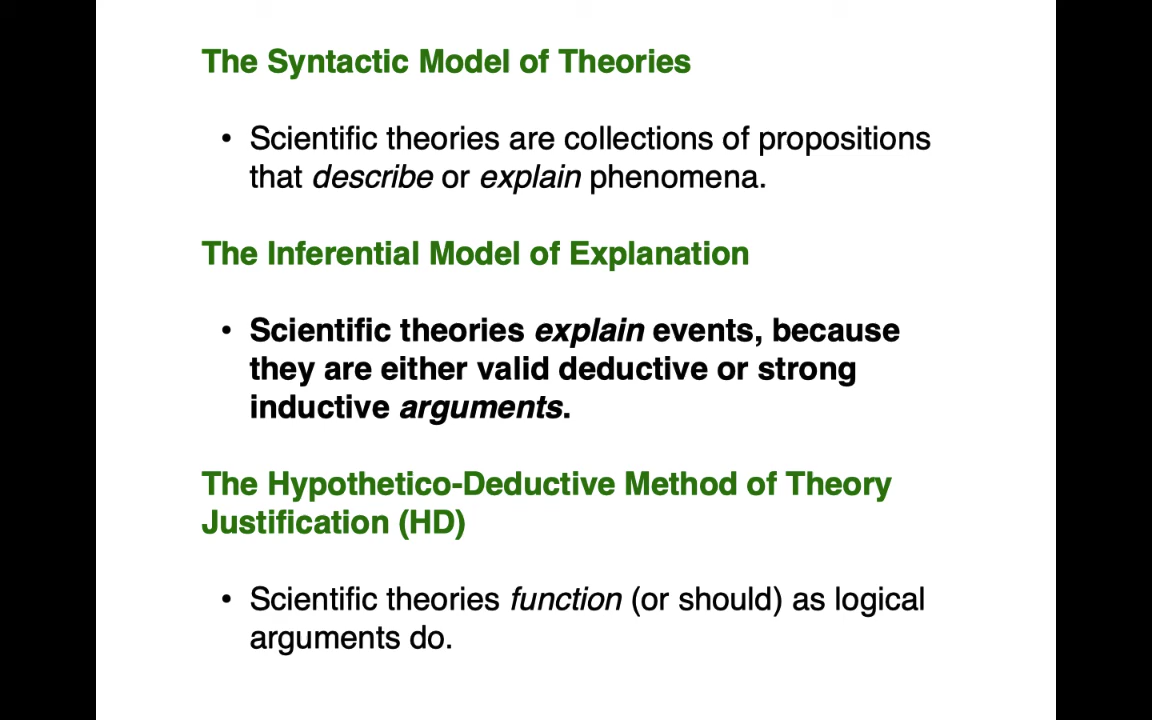 The Syntactic Model of Theories
• Scientific theories are collections of propositions
that describe or explain phenomena.
The Inferential Model of Explanation
• Scientific theories explain events, because
they are either valid deductive or strong
inductive arguments.
The Hypothetico-Deductive Method of Theory
Justification (HD)
• Scientific theories function (or should) as logical
arguments do.